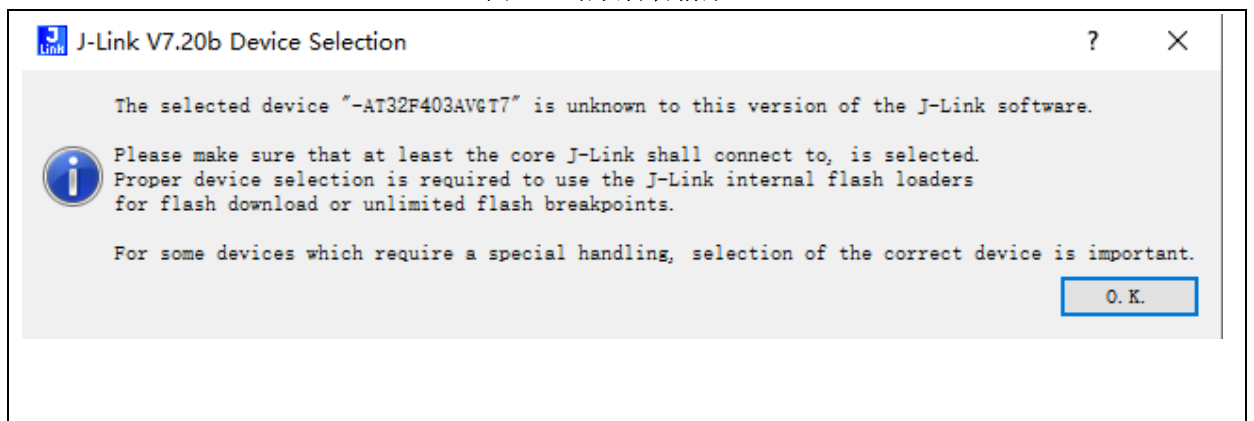 J-Link V7.20b Device Selection
The selected device "-AT32F403AVGT7" is unknown to this version of the J-Link software.
Please make sure that at least the core J-Link shall connect to, is selected.
Proper device selection is required to use the J-Link internal flash loaders
for flash download or unlimited flash breakpoints.
For some devices which require a special handling, selection of the correct device is important.
O.K.